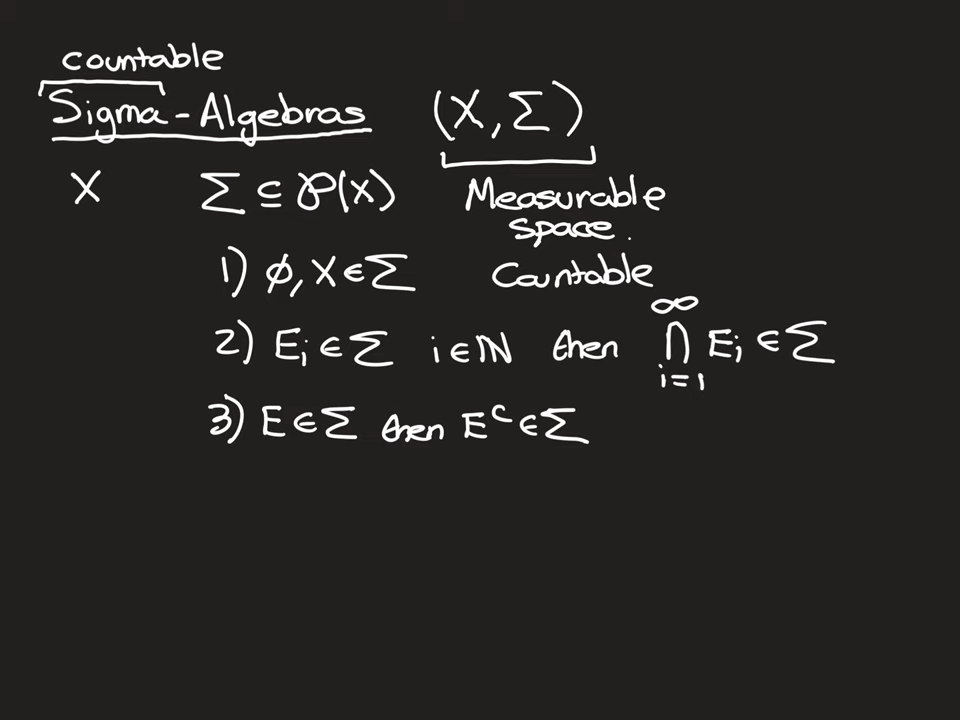 countable
Sigma-Algebras (X, Σ)
X Σ ⊆ ℘(X) Measurable
space.
1) ϕ, X ∈ Σ Countable
2) Eᵢ ∈ Σ i ∈ ℕ then ∞ ⋂ i=1 Eᵢ ∈ Σ
3) E ∈ Σ then Eᶜ ∈ Σ